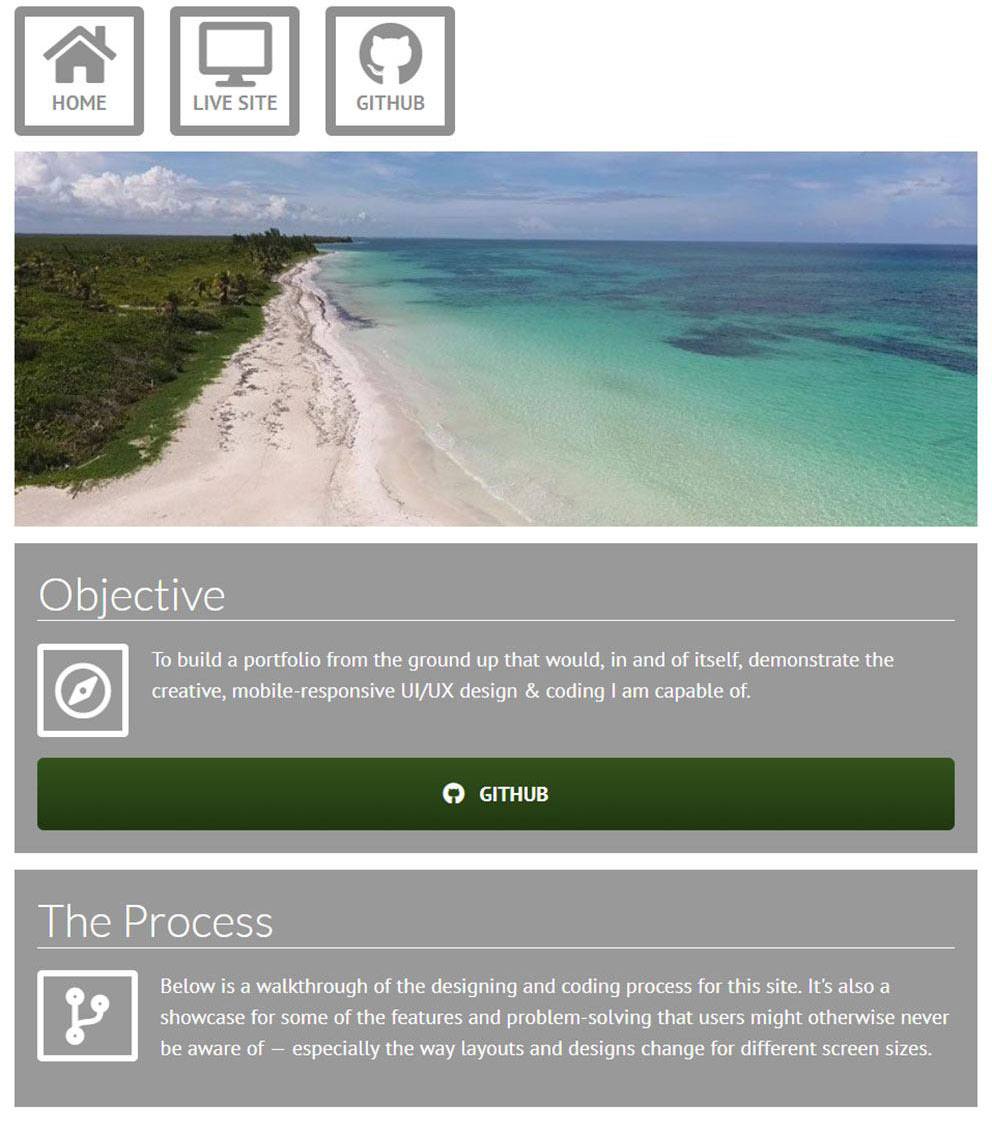 HOME
LIVE SITE
GITHUB
Objective
To build a portfolio from the ground up that would, in and of itself, demonstrate the
creative, mobile-responsive UI/UX design & coding I am capable of.
GITHUB
The Process
Below is a walkthrough of the designing and coding process for this site. It's also a
showcase for some of the features and problem-solving that users might otherwise never
be aware of — especially the way layouts and designs change for different screen sizes.